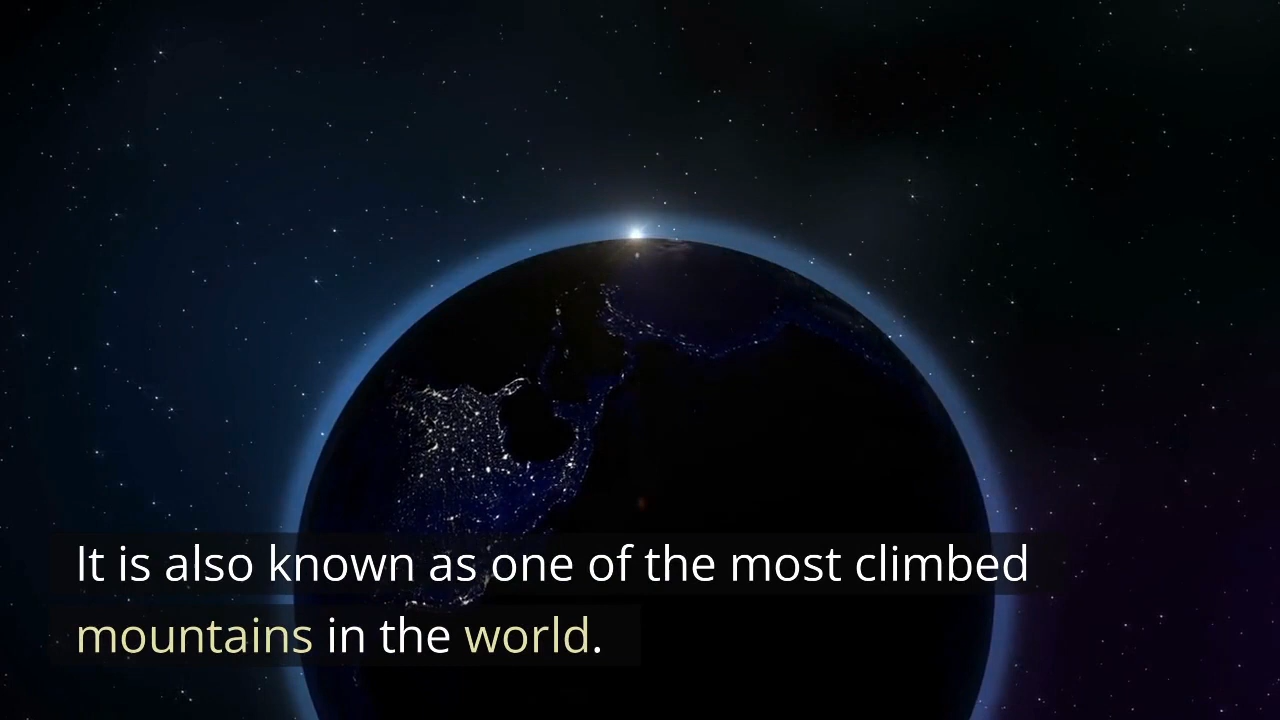 It is also known as one of the most climbed
mountains in the world.